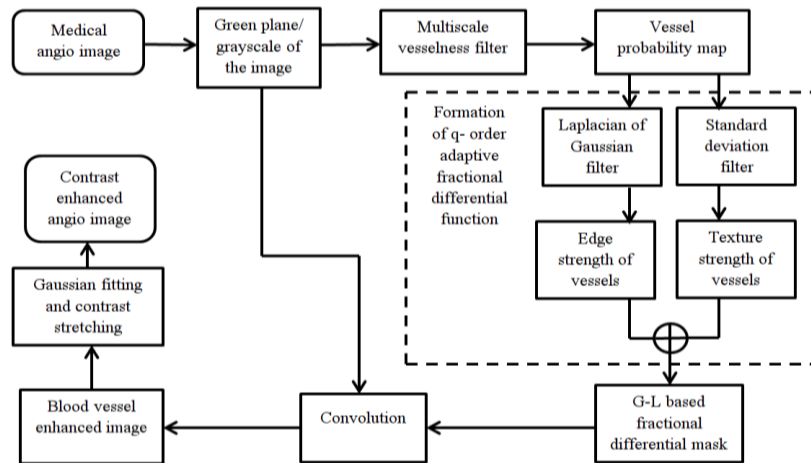 Medical
angio image
Green plane/
grayscale of
the image
Multiscale
vesselness filter
Vessel
probability map
Formation
of q- order
adaptive
fractional
differential
function
Laplacian of
Gaussian
filter
Standard
deviation
filter
Contrast
enhanced
angio image
Edge
strength of
vessels
Texture
strength of
vessels
Gaussian fitting
and contrast
stretching
Blood vessel
enhanced image
Convolution
G-L based
fractional
differential mask